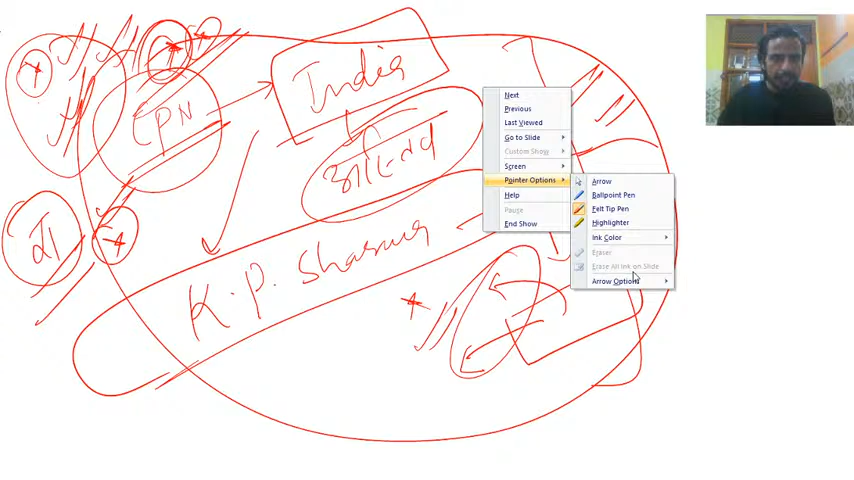 CPN
India
K.P. Sharma
Next
Previous
Last Viewed
Go to Slide
Custom Show
Screen
Pointer Options
Help
Pause
End Show
Arrow
Ballpoint Pen
Felt Tip Pen
Highlighter
Ink Color
Eraser
Erase All Ink on Slide
Arrow Options